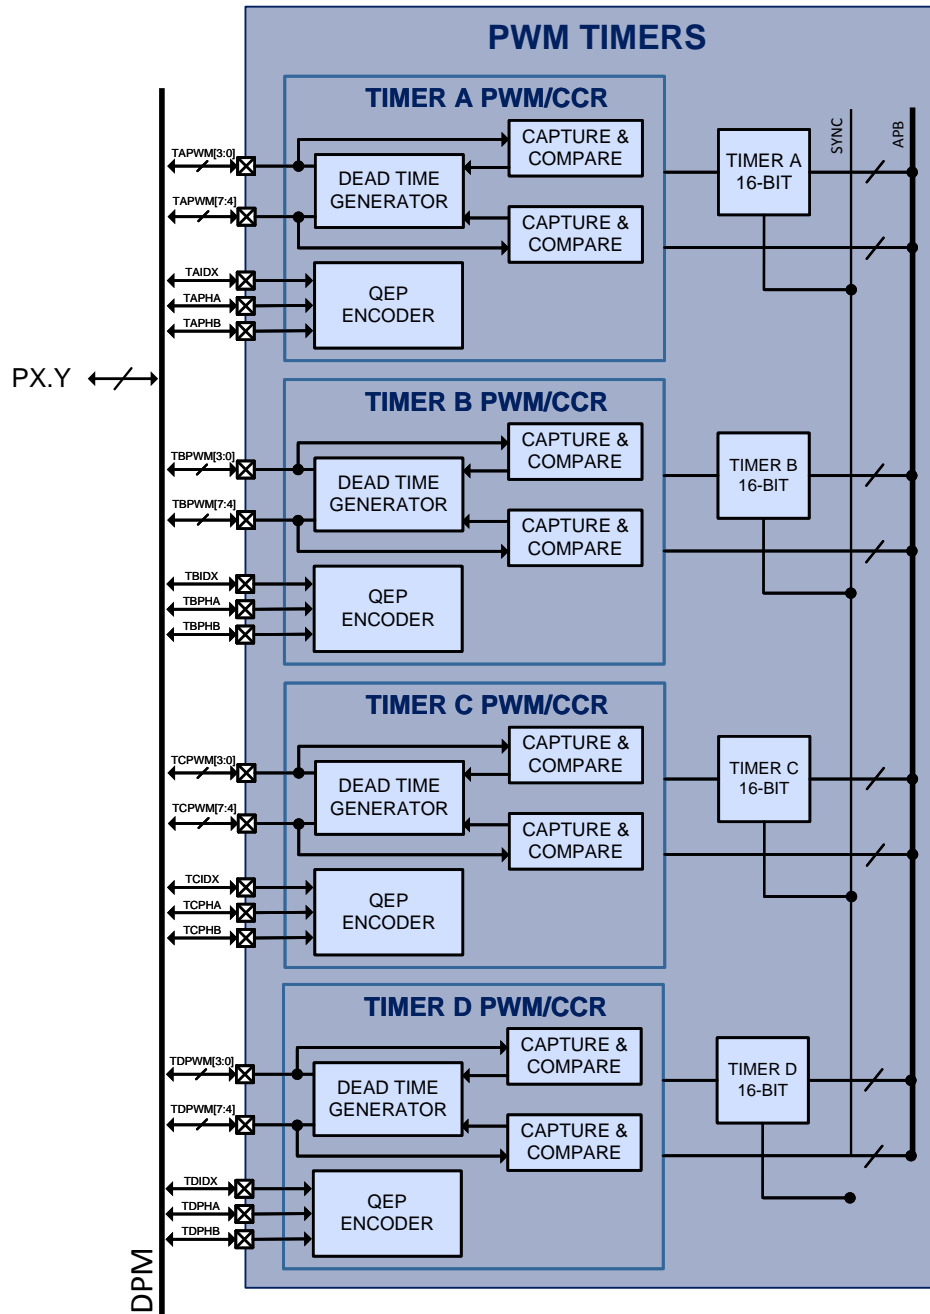 PWM TIMERS
SYNC
APB
TIMER A PWM/CCR
TAPWM[3:0]
TAPWM[7:4]
DEAD TIME
GENERATOR
CAPTURE &
COMPARE
CAPTURE &
COMPARE
TIMER A
16-BIT
TAIDX
TAPHA
TAPHB
QEP
ENCODER
PX.Y
TIMER B PWM/CCR
TBPWM[3:0]
TBPWM[7:4]
DEAD TIME
GENERATOR
CAPTURE &
COMPARE
CAPTURE &
COMPARE
TIMER B
16-BIT
TBIDX
TBPHA
TBPHB
QEP
ENCODER
TIMER C PWM/CCR
TCPWM[3:0]
TCPWM[7:4]
DEAD TIME
GENERATOR
CAPTURE &
COMPARE
CAPTURE &
COMPARE
TIMER C
16-BIT
TCIDX
TCPHA
TCPHB
QEP
ENCODER
TIMER D PWM/CCR
TDPWM[3:0]
TDPWM[7:4]
DEAD TIME
GENERATOR
CAPTURE &
COMPARE
CAPTURE &
COMPARE
TIMER D
16-BIT
TDIDX
TDPHA
TDPHB
QEP
ENCODER
DPM